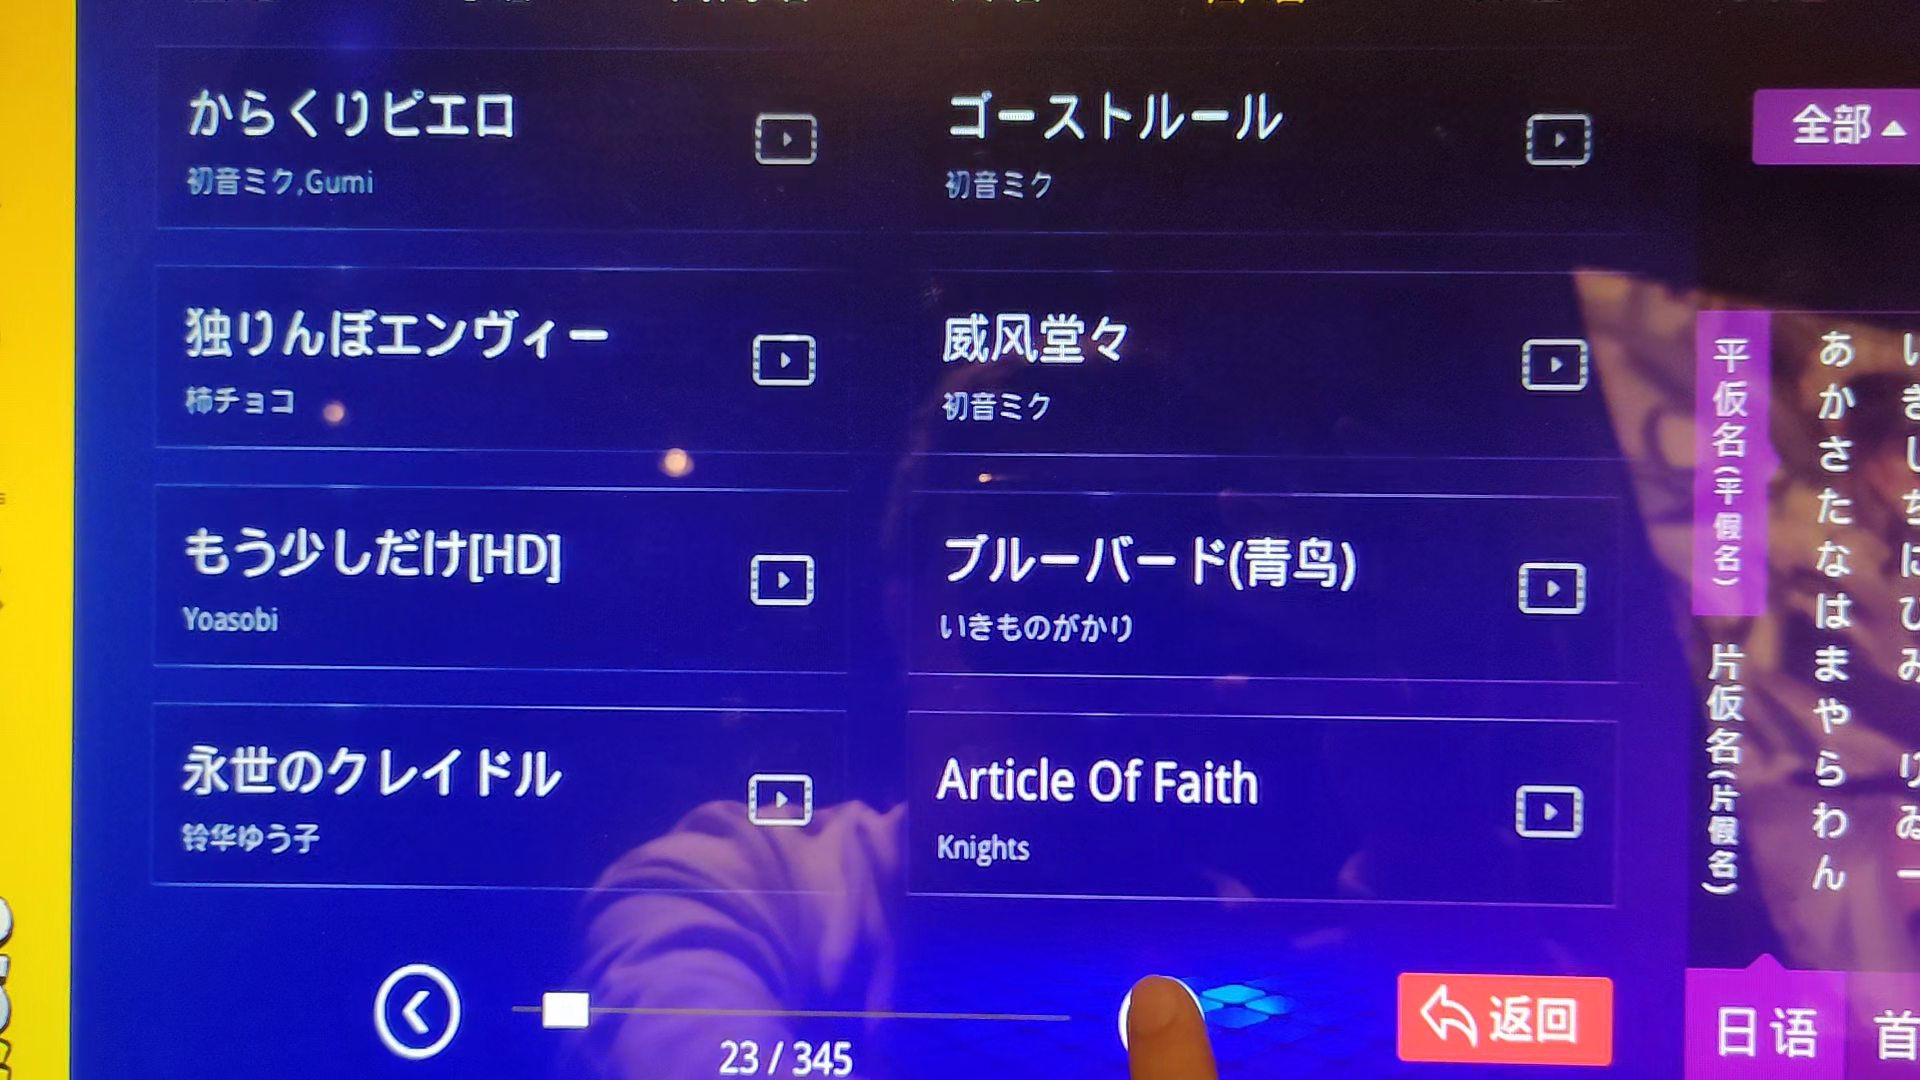 からくりピエロ
初音ミク,Gumi
ゴーストルール
初音ミク
独りんぼエンヴィー
柿チョコ
威风堂々
初音ミク
もう少しだけ[HD]
Yoasobi
ブルーバード(青鸟)
いきものがかり
永世のクレイドル
铃华ゆう子
Article Of Faith
Knights
23 / 345
返回
全部
平仮名(平假名)
片仮名(片假名)
あかさたなはまやらわん
日语
首